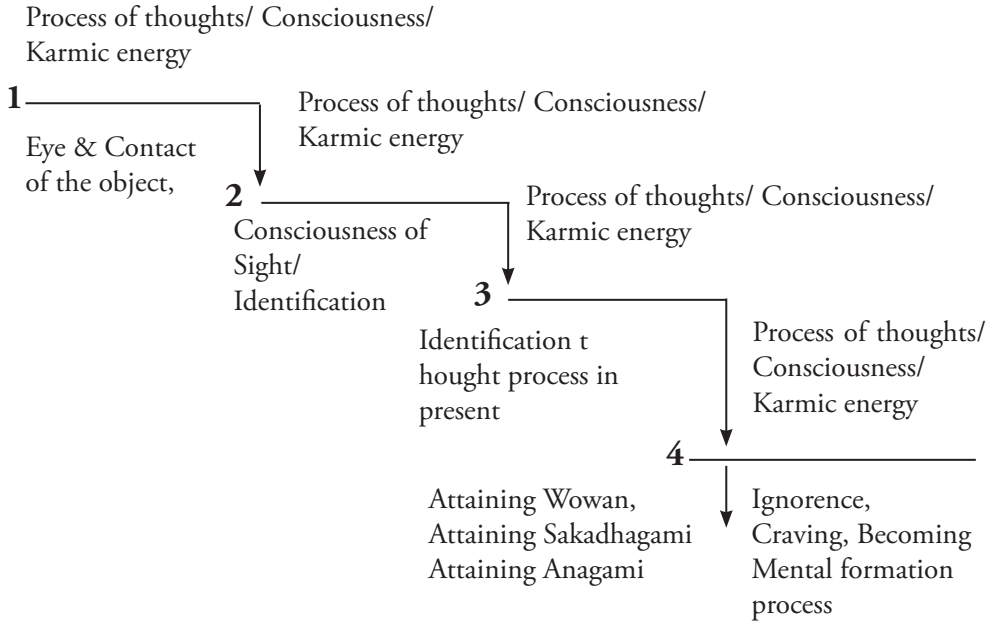 Process of thoughts/ Consciousness/
Karmic energy
1
Process of thoughts/ Consciousness/
Karmic energy
Eye & Contact
of the object,
2
Process of thoughts/ Consciousness/
Karmic energy
Consciousness of
Sight/
Identification
3
Identification t
hought process in
present
Process of thoughts/
Consciousness/
Karmic energy
4
Attaining Wowan,
Attaining Sakadhagami
Attaining Anagami
Ignorence,
Craving, Becoming
Mental formation
process